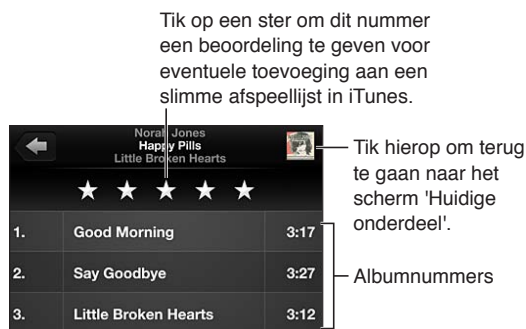 Tik op een ster om dit nummer
een beoordeling te geven voor
eventuele toevoeging aan een
slimme afspeellijst in iTunes.
Norah Jones
Happy Pills
Little Broken Hearts
Tik hierop om terug
te gaan naar het
scherm 'Huidige
onderdeel'.
1. Good Morning 3:17
2. Say Goodbye 3:27
Albumnummers
3. Little Broken Hearts 3:12